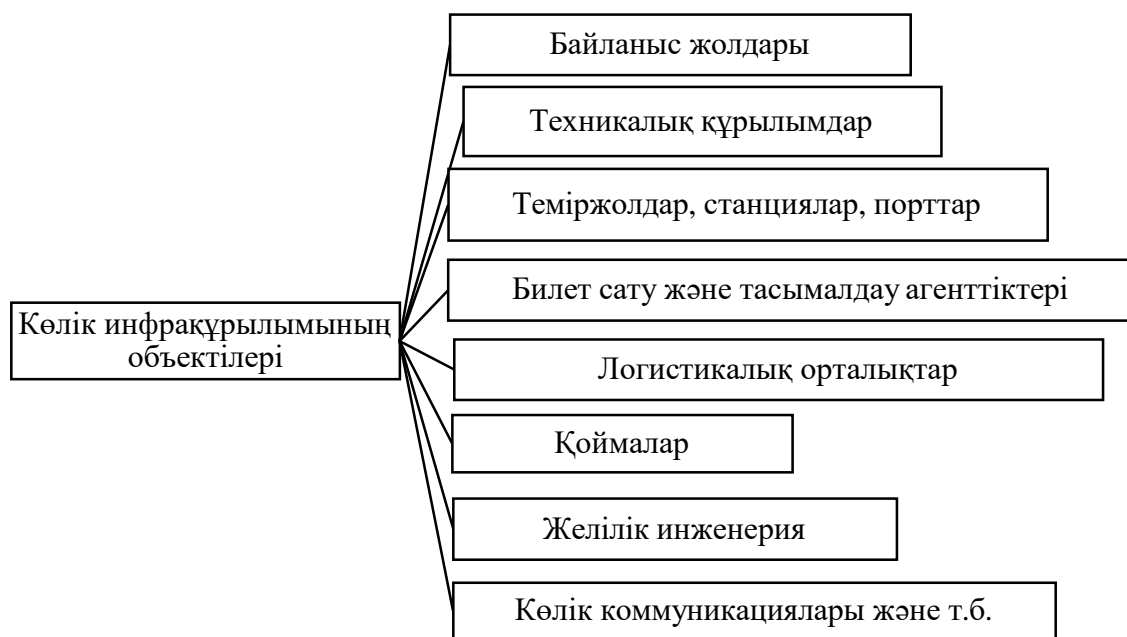 Байланыс жолдары
Техникалық құрылымдар
Теміржолдар, станциялар, порттар
Билет сату және тасымалдау агенттіктері
Көлік инфрақұрылымының
объектілері
Логистикалық орталықтар
Қоймалар
Желілік инженерия
Көлік коммуникациялары және т.б.